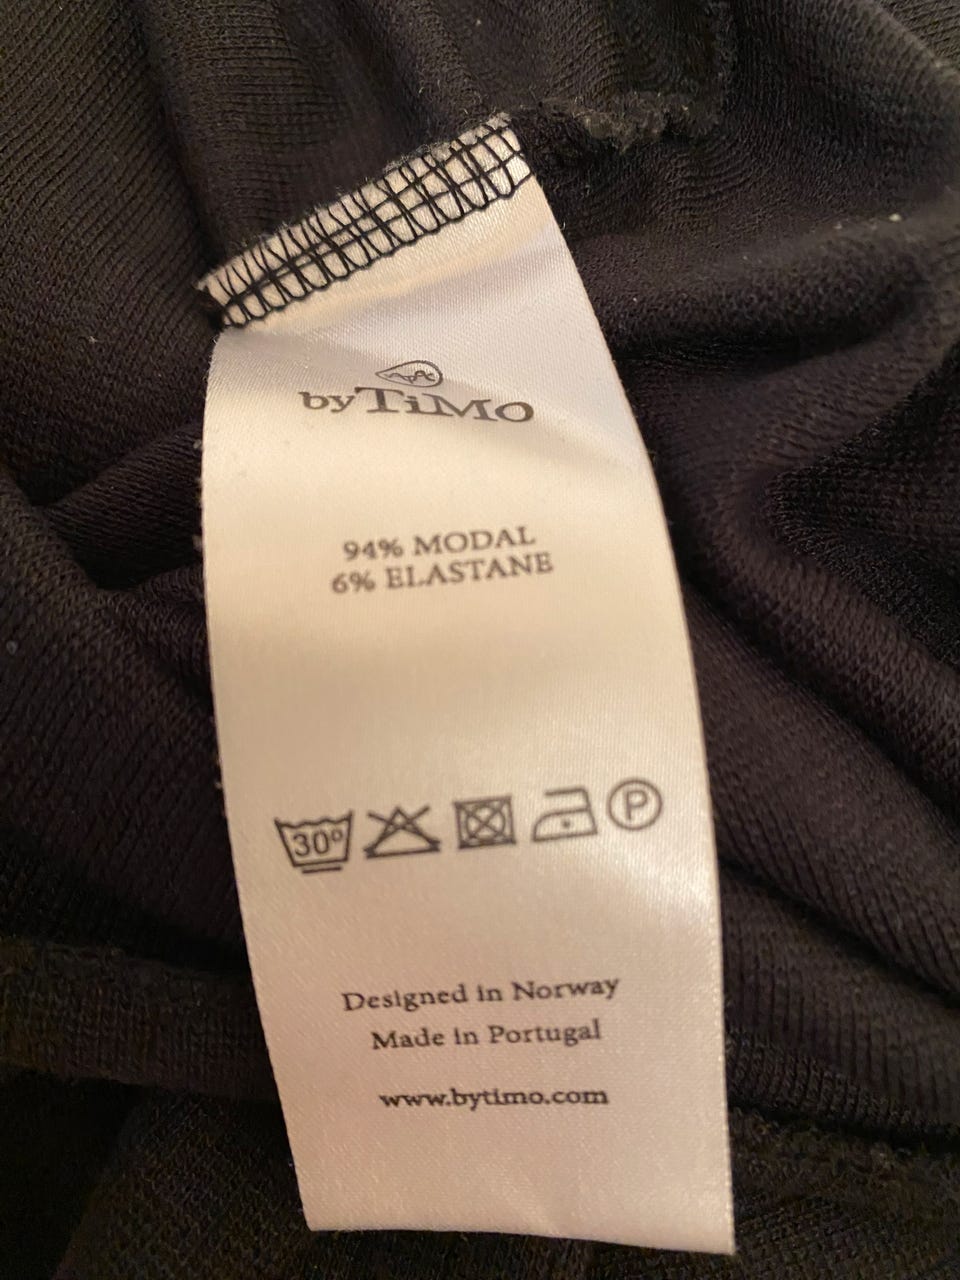 byTiMo
94% MODAL
6% ELASTANE
30°
P
Designed in Norway
Made in Portugal
www.bytimo.com